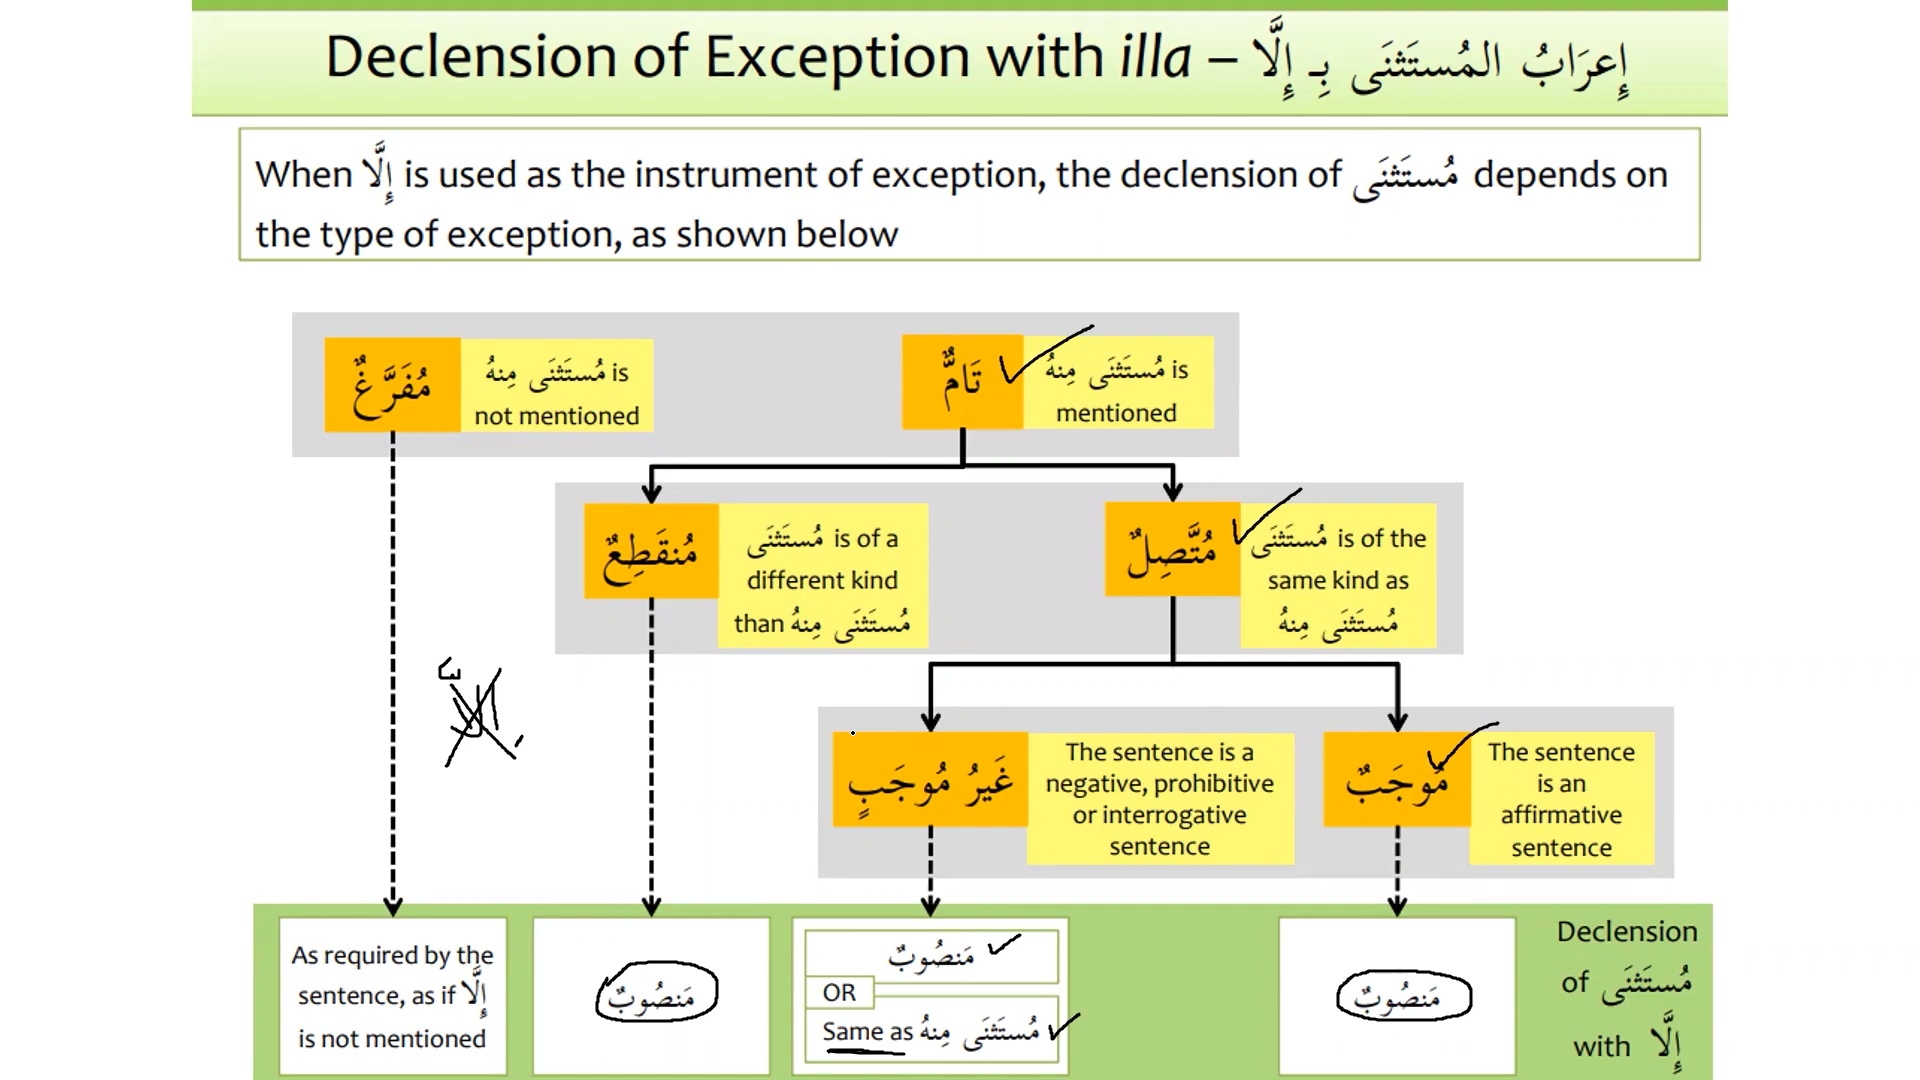 Declension of Exception with illa – إِعرَابُ المُستَثنَى بِـ إِلَّا
When إِلَّا is used as the instrument of exception, the declension of مُستَثنَى depends on
the type of exception, as shown below
مُفَرَّغٌ
مُستَثنَى مِنهُ is
not mentioned
تَامٌّ
مُستَثنَى مِنهُ is
mentioned
مُنقَطِعٌ
مُستَثنَى is of a
different kind
than مُستَثنَى مِنهُ
مُتَّصِلٌ
مُستَثنَى is of the
same kind as
مُستَثنَى مِنهُ
غَيرُ مُوجَبٍ
The sentence is a
negative, prohibitive
or interrogative
sentence
مُوجَبٌ
The sentence
is an
affirmative
sentence
As required by the
sentence, as if إِلَّا
is not mentioned
مَنصُوبٌ
مَنصُوبٌ
OR
Same as مُستَثنَى مِنهُ
مَنصُوبٌ
Declension
of مُستَثنَى
with إِلَّا